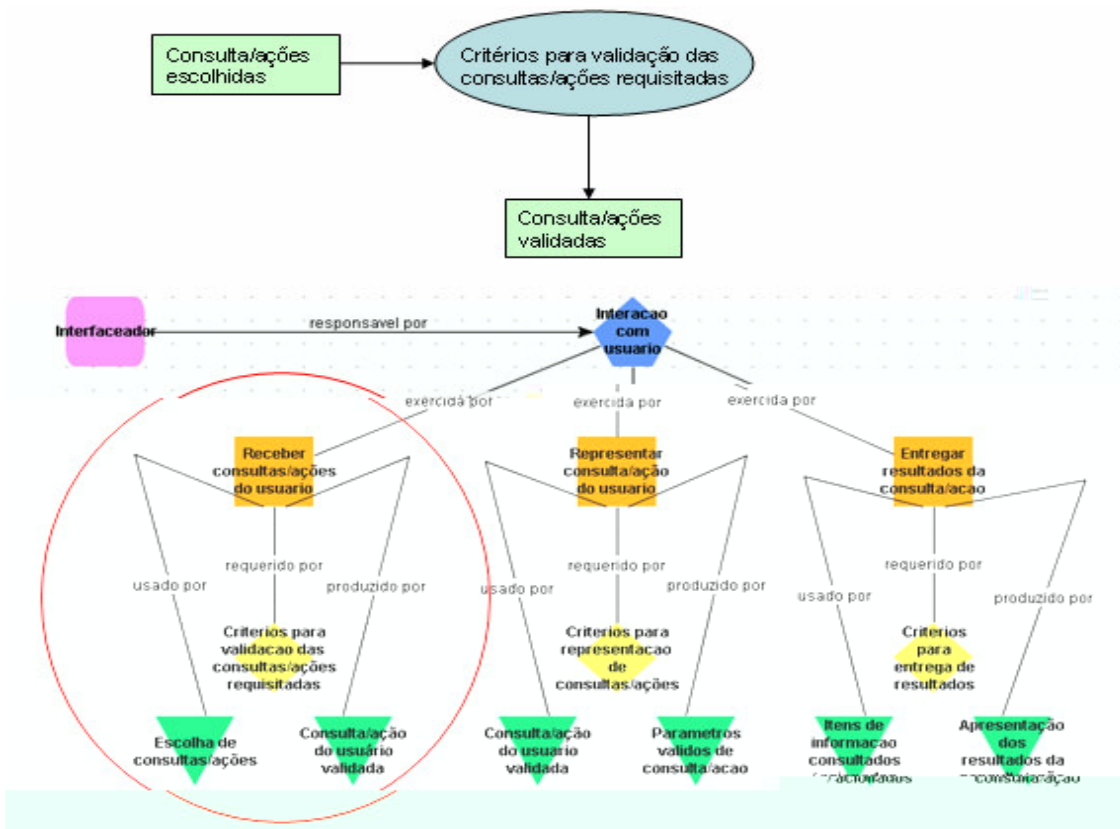 Consulta/ações
escolhidas
Critérios para validação das
consultas/ações requisitadas
Consulta/ações
validadas
Interfaceador
responsavel por
Interacao
com
usuario
exercida por
exercida por
exercida por
Receber
consultas/ações
do usuario
Representar
consulta/ação
do usuario
Entregar
resultados da
consulta/acao
usado por
requerido por
produzido por
usado por
requerido por
produzido por
usado por
requerido por
produzido por
Criterios para
validacao das
consultas/ações
requisitadas
Criterios para
representacao
de
consultas/ações
Criterios
para
entrega de
resultados
Escolha de
consultas/ações
Consulta/ação
do usuário
validada
Consulta/ação
do usuario
validada
Parametros
validos de
consulta/acao
Itens de
informacao
consultados
Apresentação
dos
resultados da